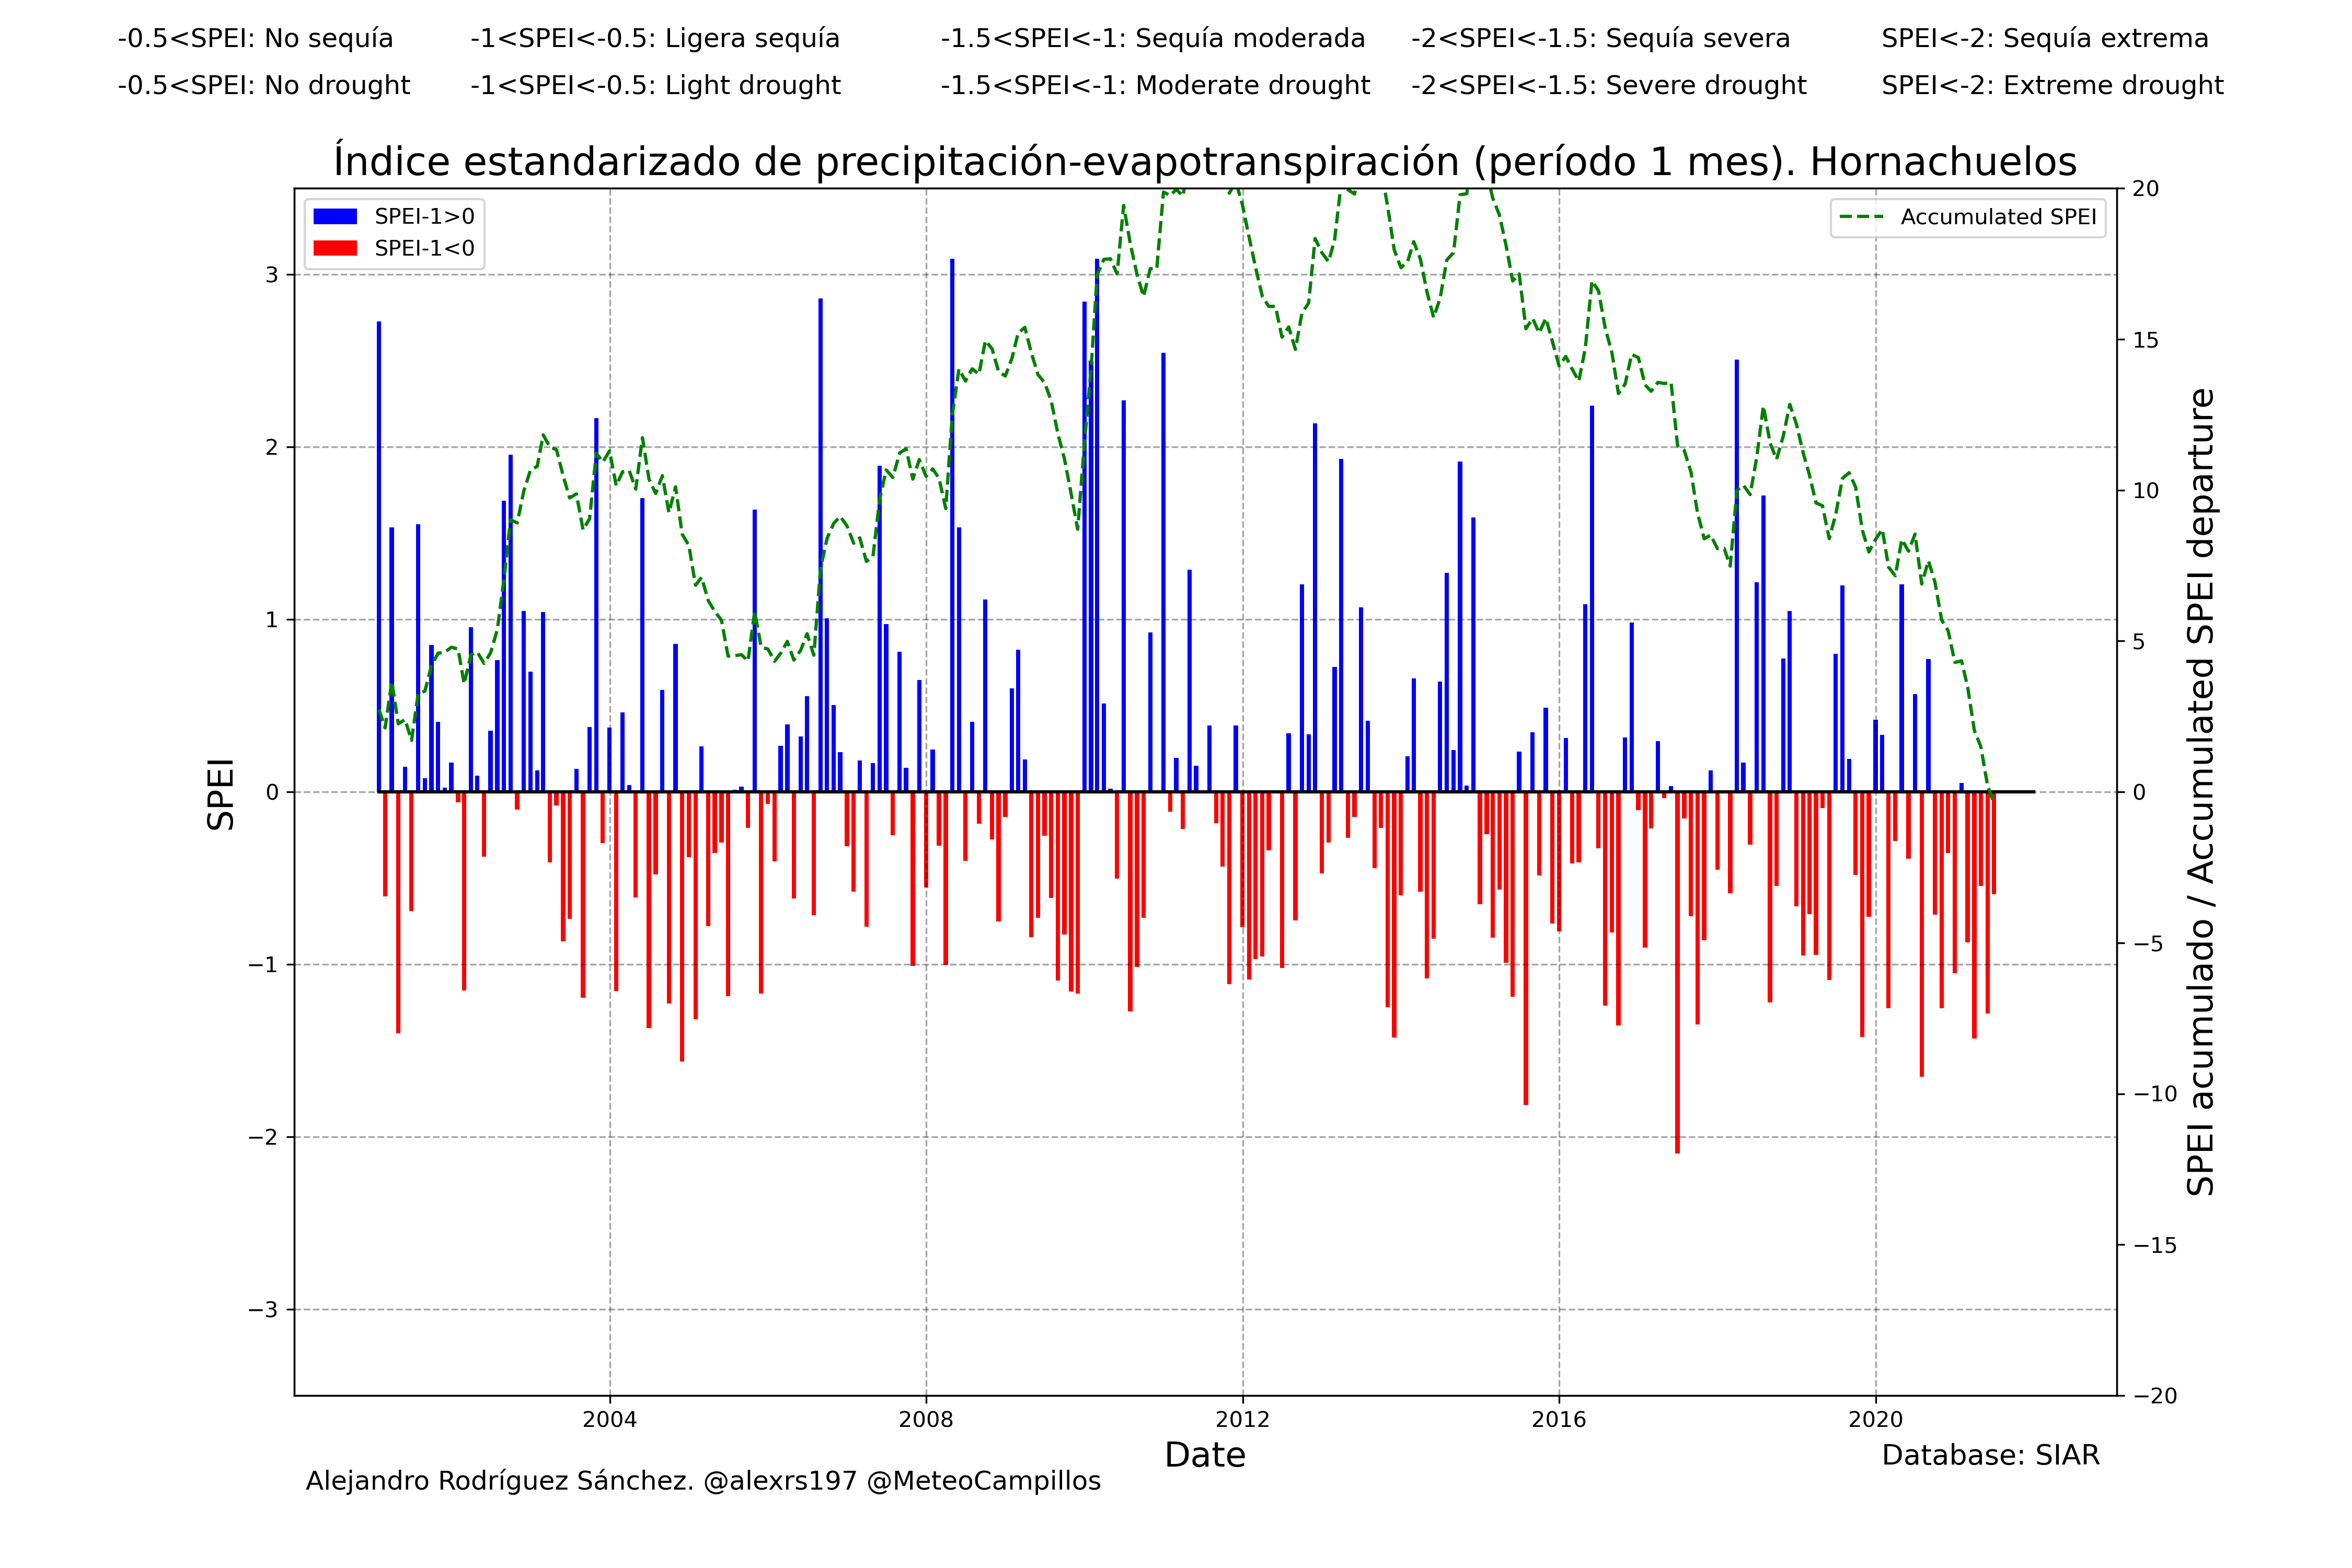 -0.5<SPEI: No sequía -1<SPEI<-0.5: Ligera sequía -1.5<SPEI<-1: Sequía moderada -2<SPEI<-1.5: Sequía severa SPEI<-2: Sequía extrema
-0.5<SPEI: No drought -1<SPEI<-0.5: Light drought -1.5<SPEI<-1: Moderate drought -2<SPEI<-1.5: Severe drought SPEI<-2: Extreme drought
Índice estandarizado de precipitación-evapotranspiración (período 1 mes). Hornachuelos
SPEI-1>0
SPEI-1<0
Accumulated SPEI
SPEI
3
2
1
0
−1
−2
−3
20
15
10
5
0
−5
−10
−15
−20
SPEI acumulado / Accumulated SPEI departure
2004 2008 2012 2016 2020
Date
Database: SIAR
Alejandro Rodríguez Sánchez. @alexrs197 @MeteoCampillos